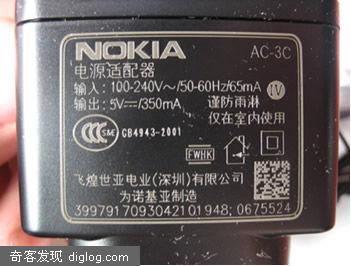 NOKIA AC-3C
电源适配器
输入：100-240V～/50-60Hz/65mA IV
输出：5V⎓/350mA 谨防雨淋
仅在室内使用
CCC S&E GB4943-2001
FWHK
飞煌世亚电业(深圳)有限公司
为诺基亚制造
3997917093042101948; 0675524
奇客发现 diglog.com